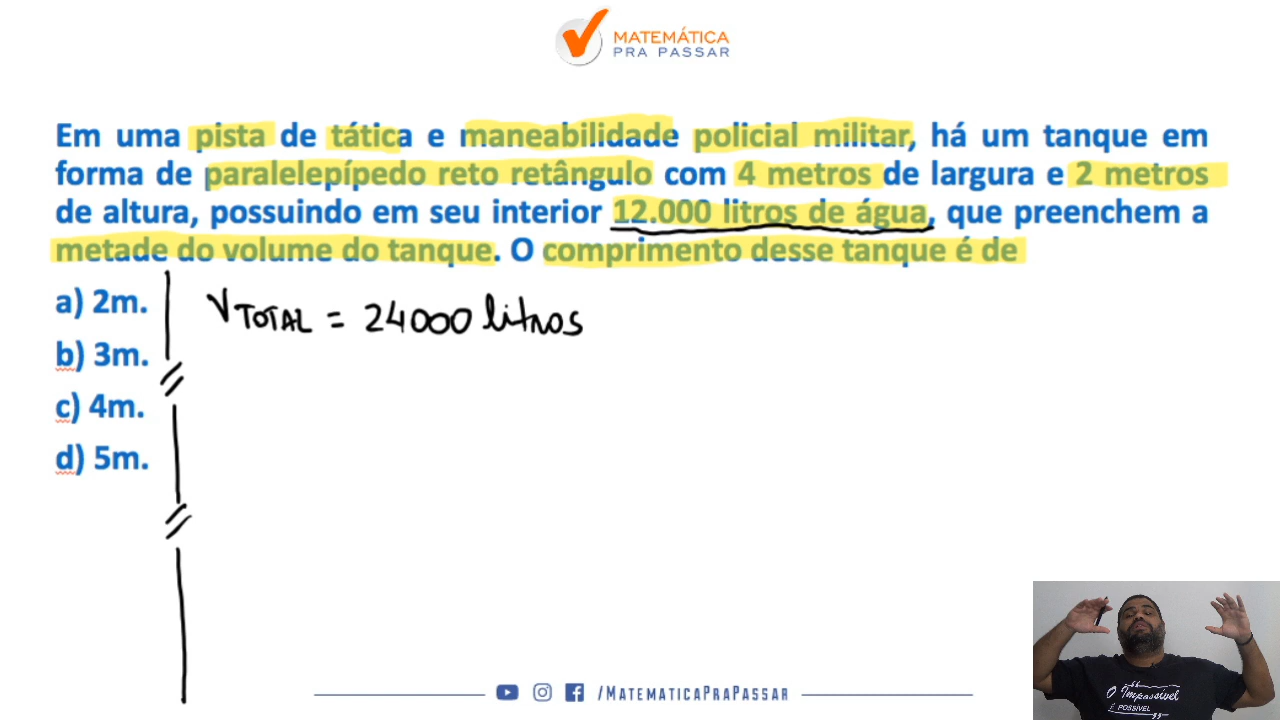 MATEMÁTICA
PRA PASSAR
Em uma pista de tática e maneabilidade policial militar, há um tanque em
forma de paralelepípedo reto retângulo com 4 metros de largura e 2 metros
de altura, possuindo em seu interior 12.000 litros de água, que preenchem a
metade do volume do tanque. O comprimento desse tanque é de
a) 2m.
b) 3m.
c) 4m.
d) 5m.
VTOTAL = 24000 litros
O Impossível
É POSSÍVEL
/MatematicaPraPassar